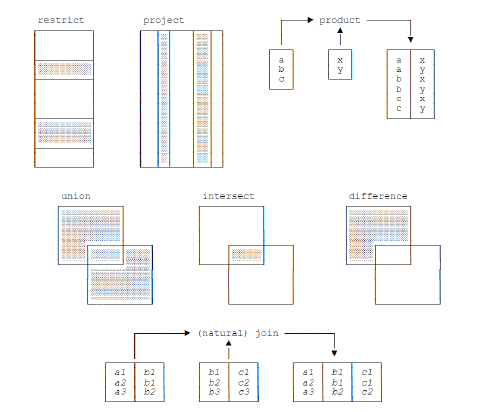 restrict
project
product
a
b
c
x
y
a x
a y
b x
b y
c x
c y
union
intersect
difference
(natural) join
a1 b1
a2 b1
a3 b2
b1 c1
b2 c2
b3 c3
a1 b1 c1
a2 b1 c1
a3 b2 c2